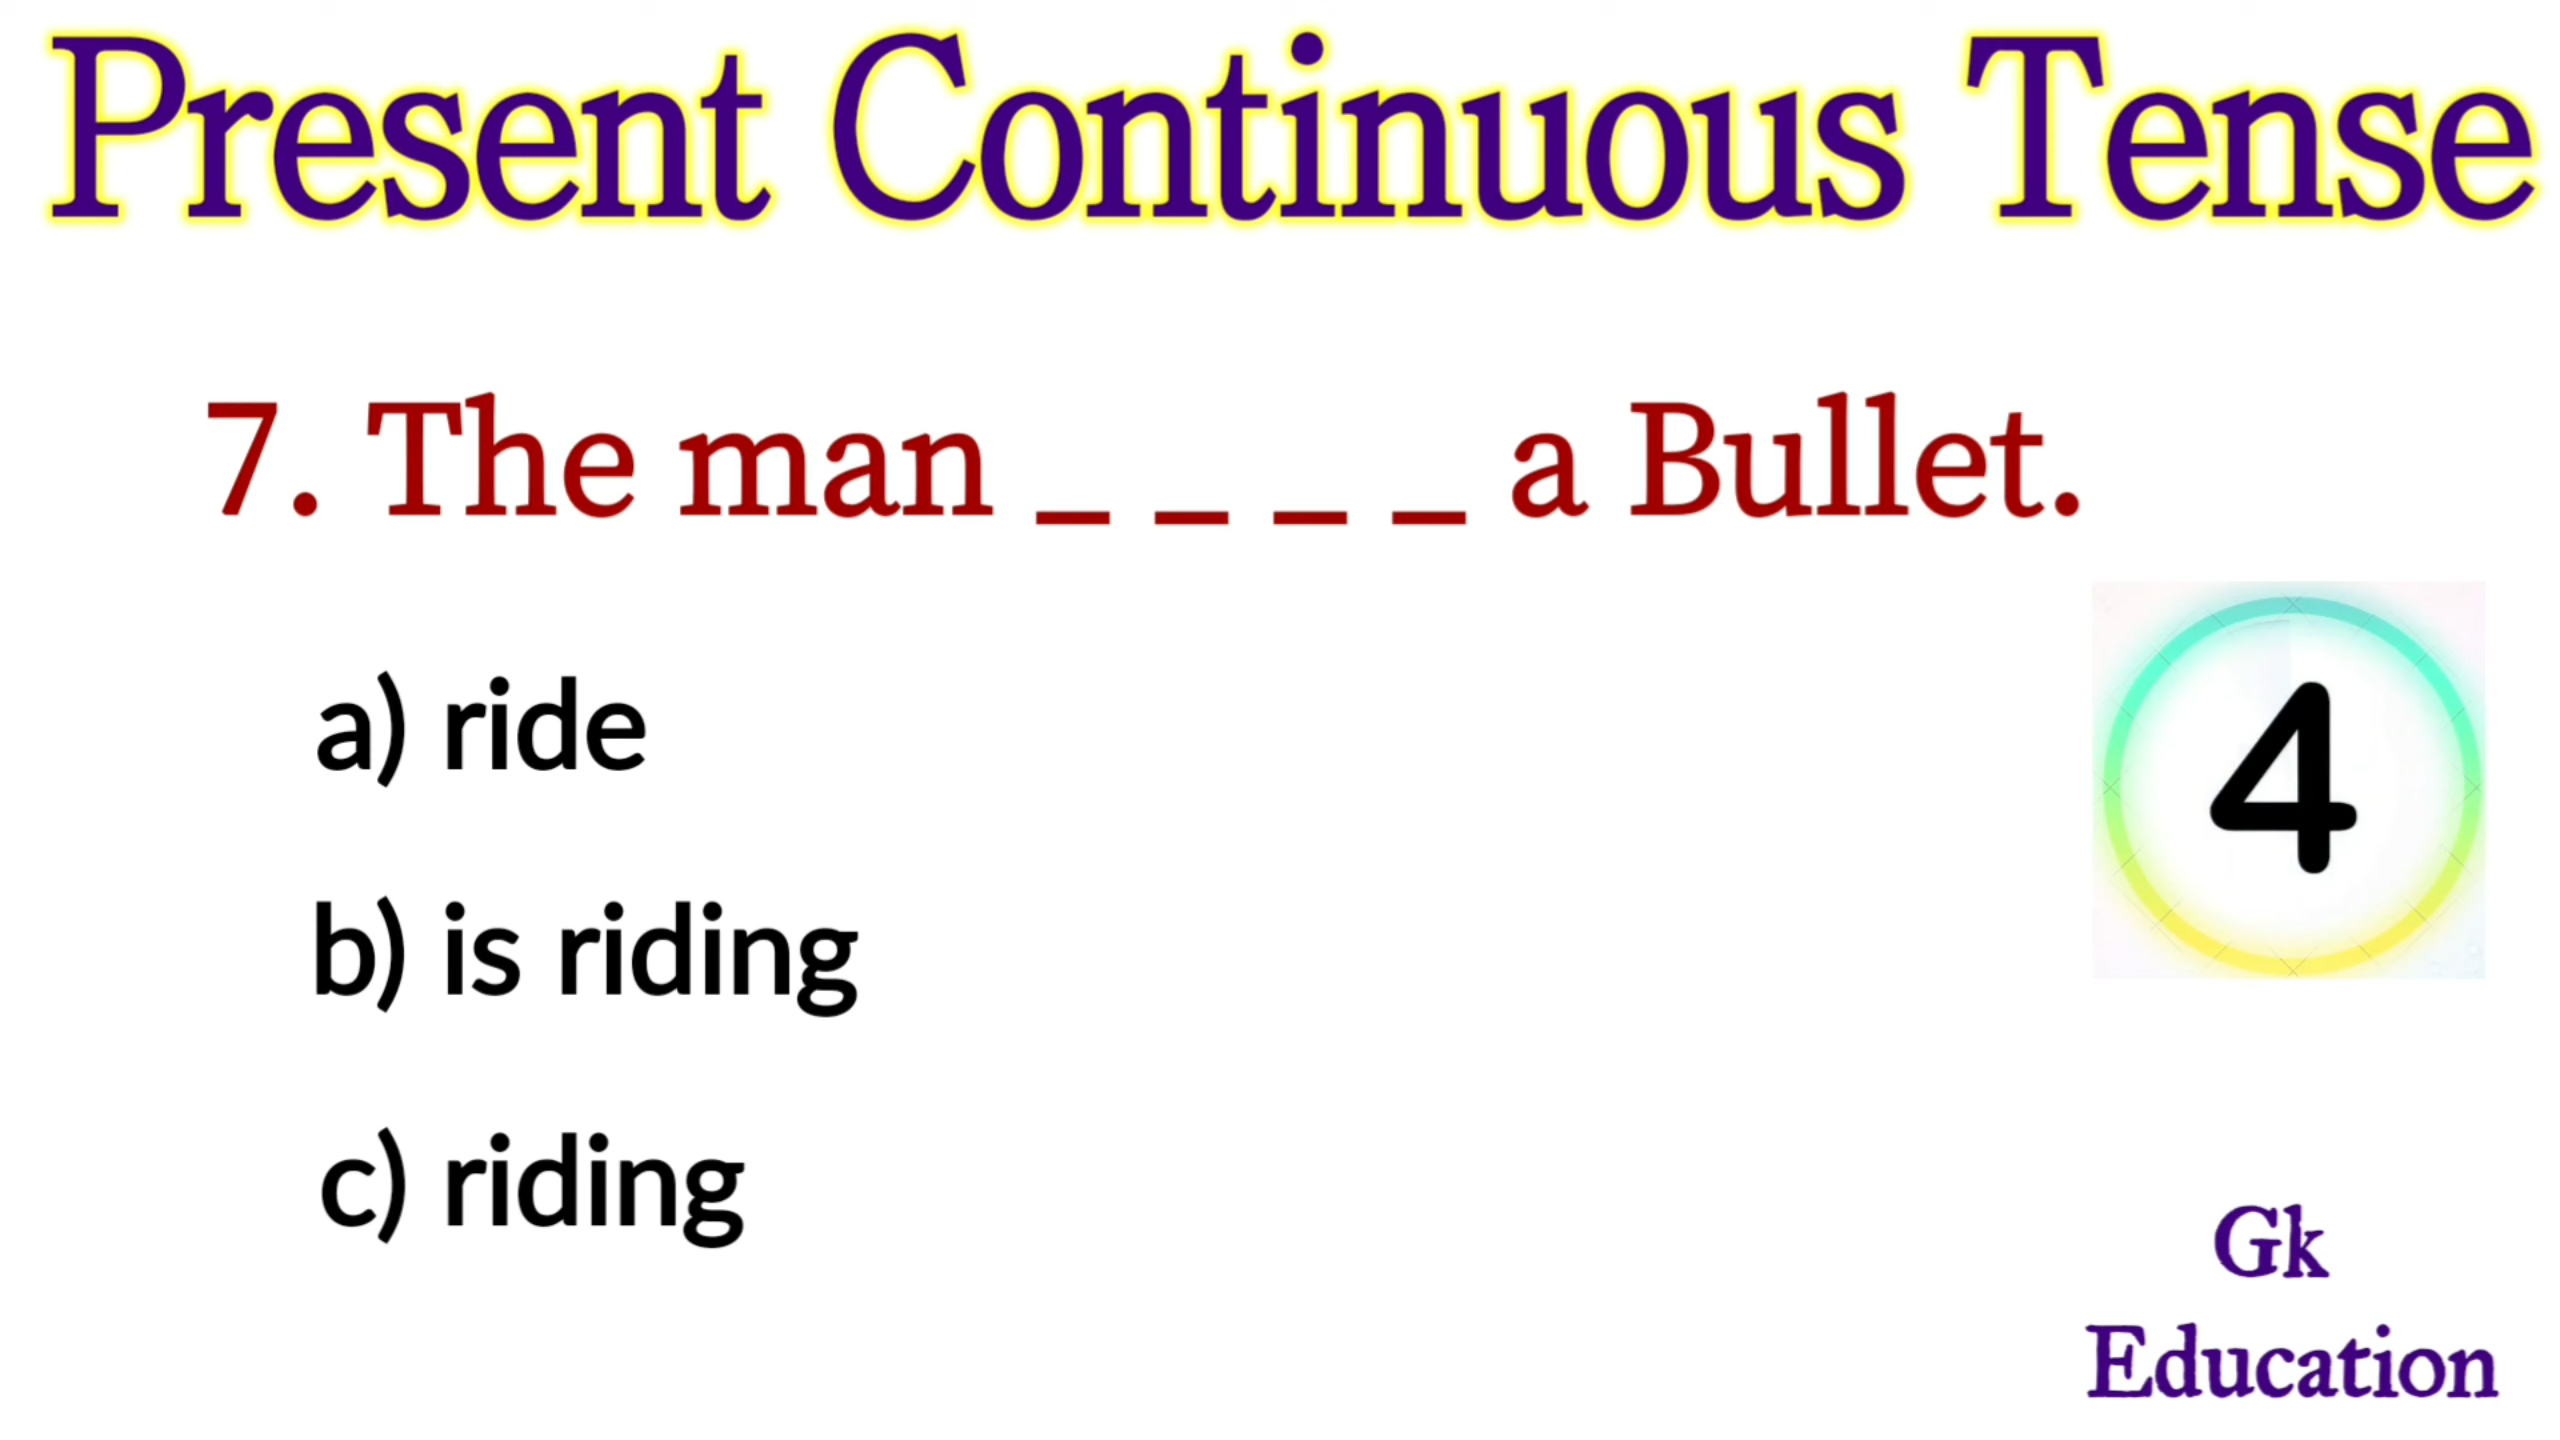 Present Continuous Tense
7. The man _ _ _ _ a Bullet.
a) ride
4
b) is riding
c) riding
Gk
Education